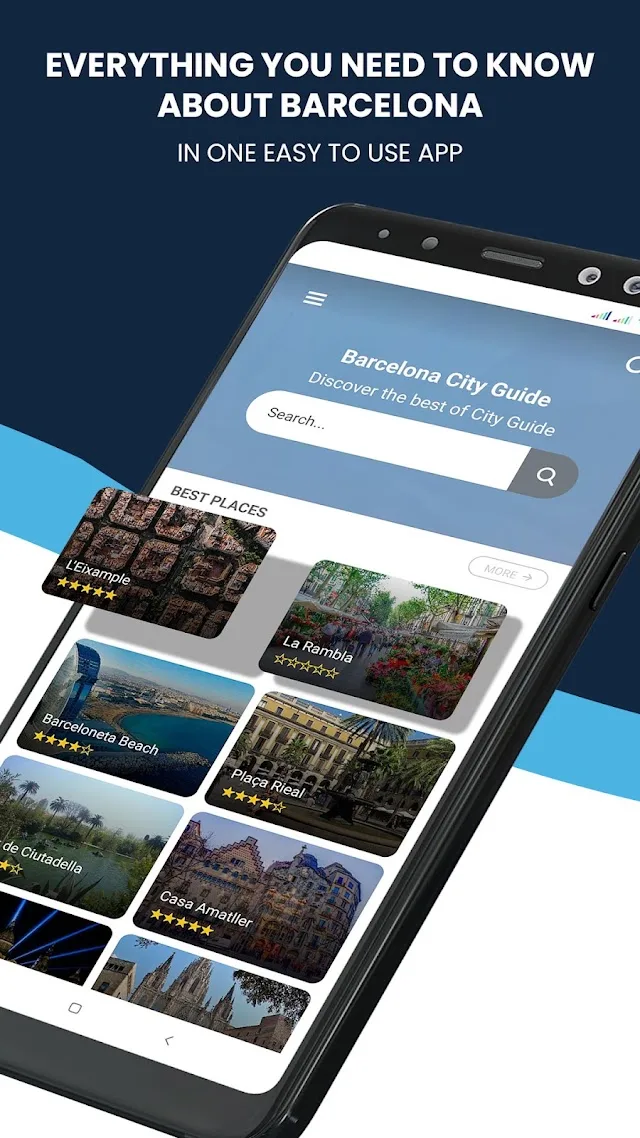 EVERYTHING YOU NEED TO KNOW
ABOUT BARCELONA
IN ONE EASY TO USE APP
Barcelona City Guide
Discover the best of City Guide
Search...
BEST PLACES
MORE →
L'Eixample
La Rambla
Barceloneta Beach
Plaça Rieal
de Ciutadella
Casa Amatller